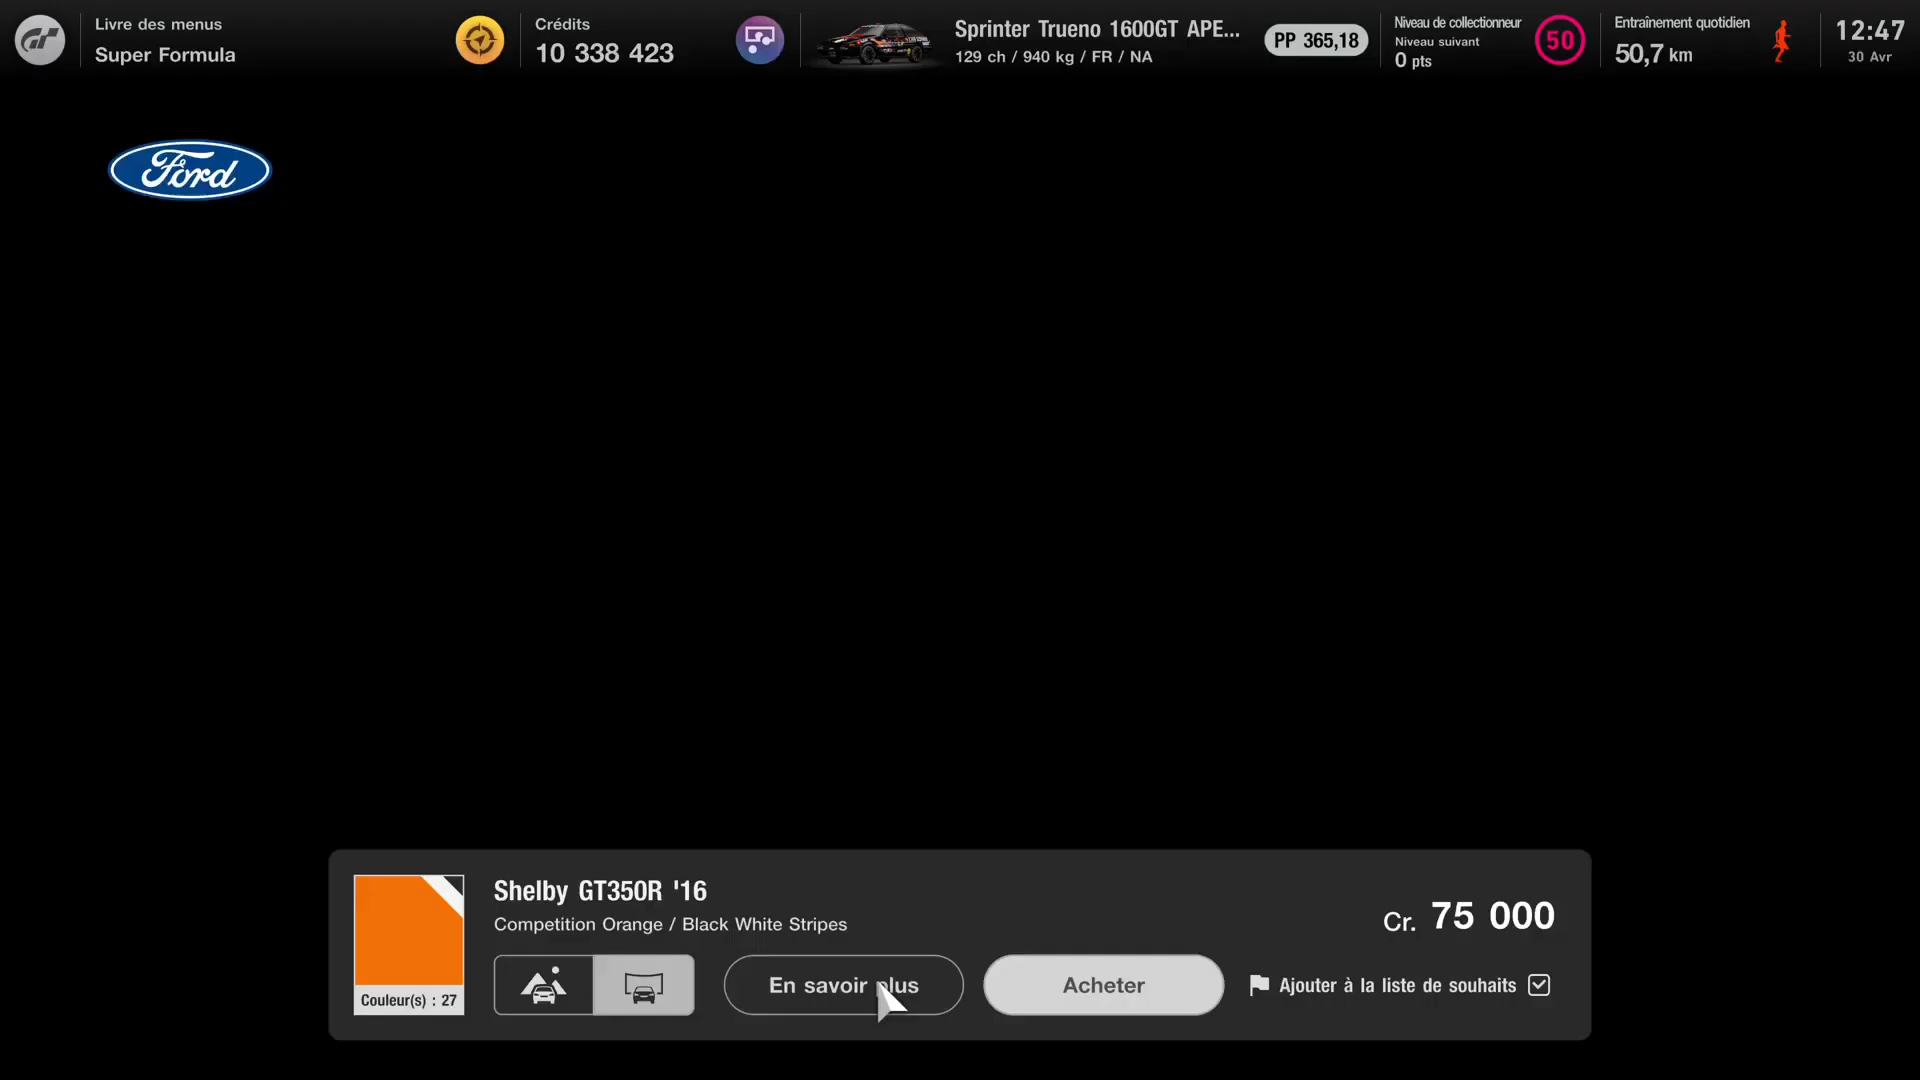 Livre des menus
Super Formula
Crédits
10 338 423
Sprinter Trueno 1600GT APE...
129 ch / 940 kg / FR / NA
PP 365,18
Niveau de collectionneur
Niveau suivant
0 pts
50
Entraînement quotidien
50,7 km
12:47
30 Avr
Ford
Shelby GT350R '16
Competition Orange / Black White Stripes
Cr. 75 000
Couleur(s) : 27
En savoir plus
Acheter
Ajouter à la liste de souhaits